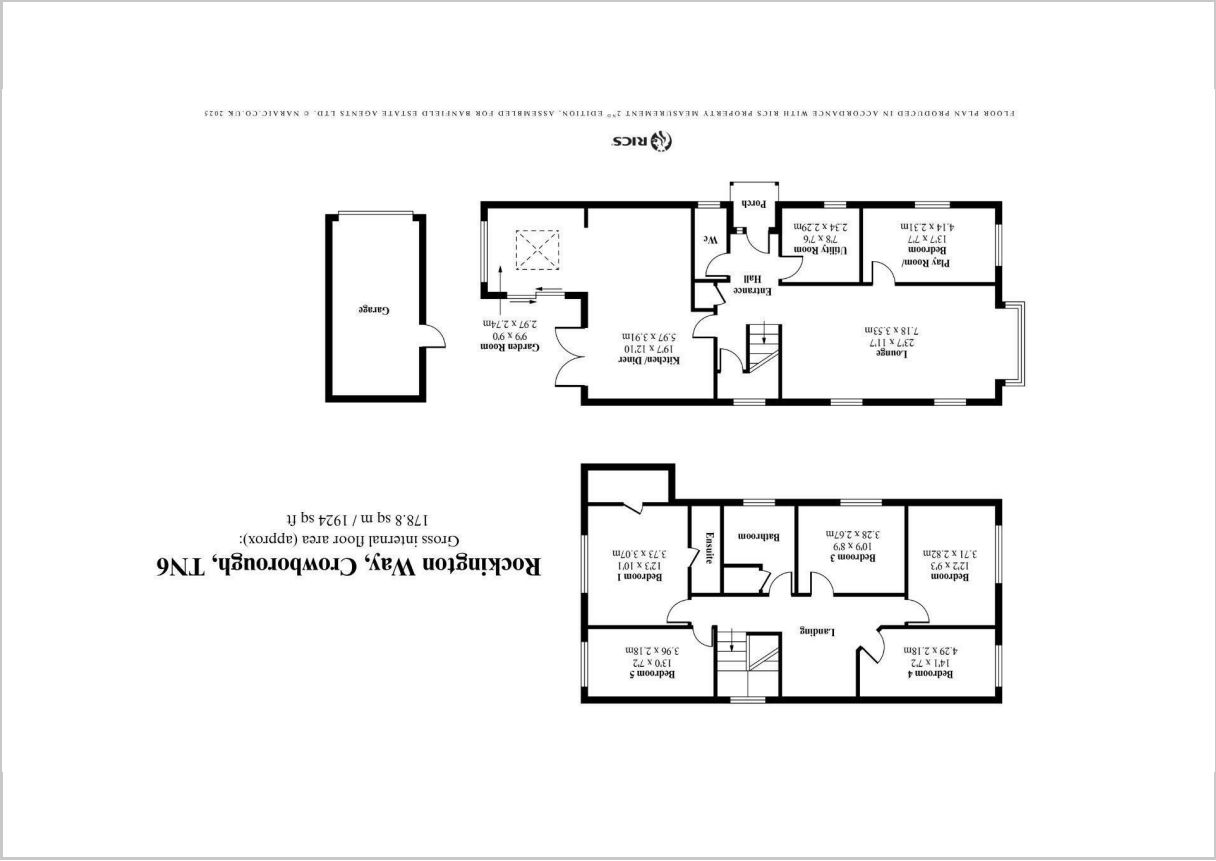 Rockington Way, Crowborough, TN6
Gross internal floor area (approx):
178.8 sq m / 1924 sq ft
Bedroom 4
14'1 x 7'2
4.29 x 2.18m
Landing
Bedroom 5
13'0 x 7'2
3.96 x 2.18m
Bedroom
12'2 x 9'3
3.71 x 2.82m
Bedroom 3
10'9 x 8'9
3.28 x 2.67m
Bathroom
Ensuite
Bedroom 1
12'3 x 10'1
3.73 x 3.07m
Lounge
23'7 x 11'7
7.18 x 3.53m
Kitchen/ Diner
19'7 x 12'10
5.97 x 3.91m
Garden Room
9'9 x 9'0
2.97 x 2.74m
Garage
Entrance
Hall
Play Room/
Bedroom
13'7 x 7'7
4.14 x 2.31m
Utility Room
7'8 x 7'6
2.34 x 2.29m
Wc
Porch
RICS
FLOOR PLAN PRODUCED IN ACCORDANCE WITH RICS PROPERTY MEASUREMENT 2ND EDITION, ASSEMBLED FOR BANFIELD ESTATE AGENTS LTD. © NARAIC.CO.UK 2025